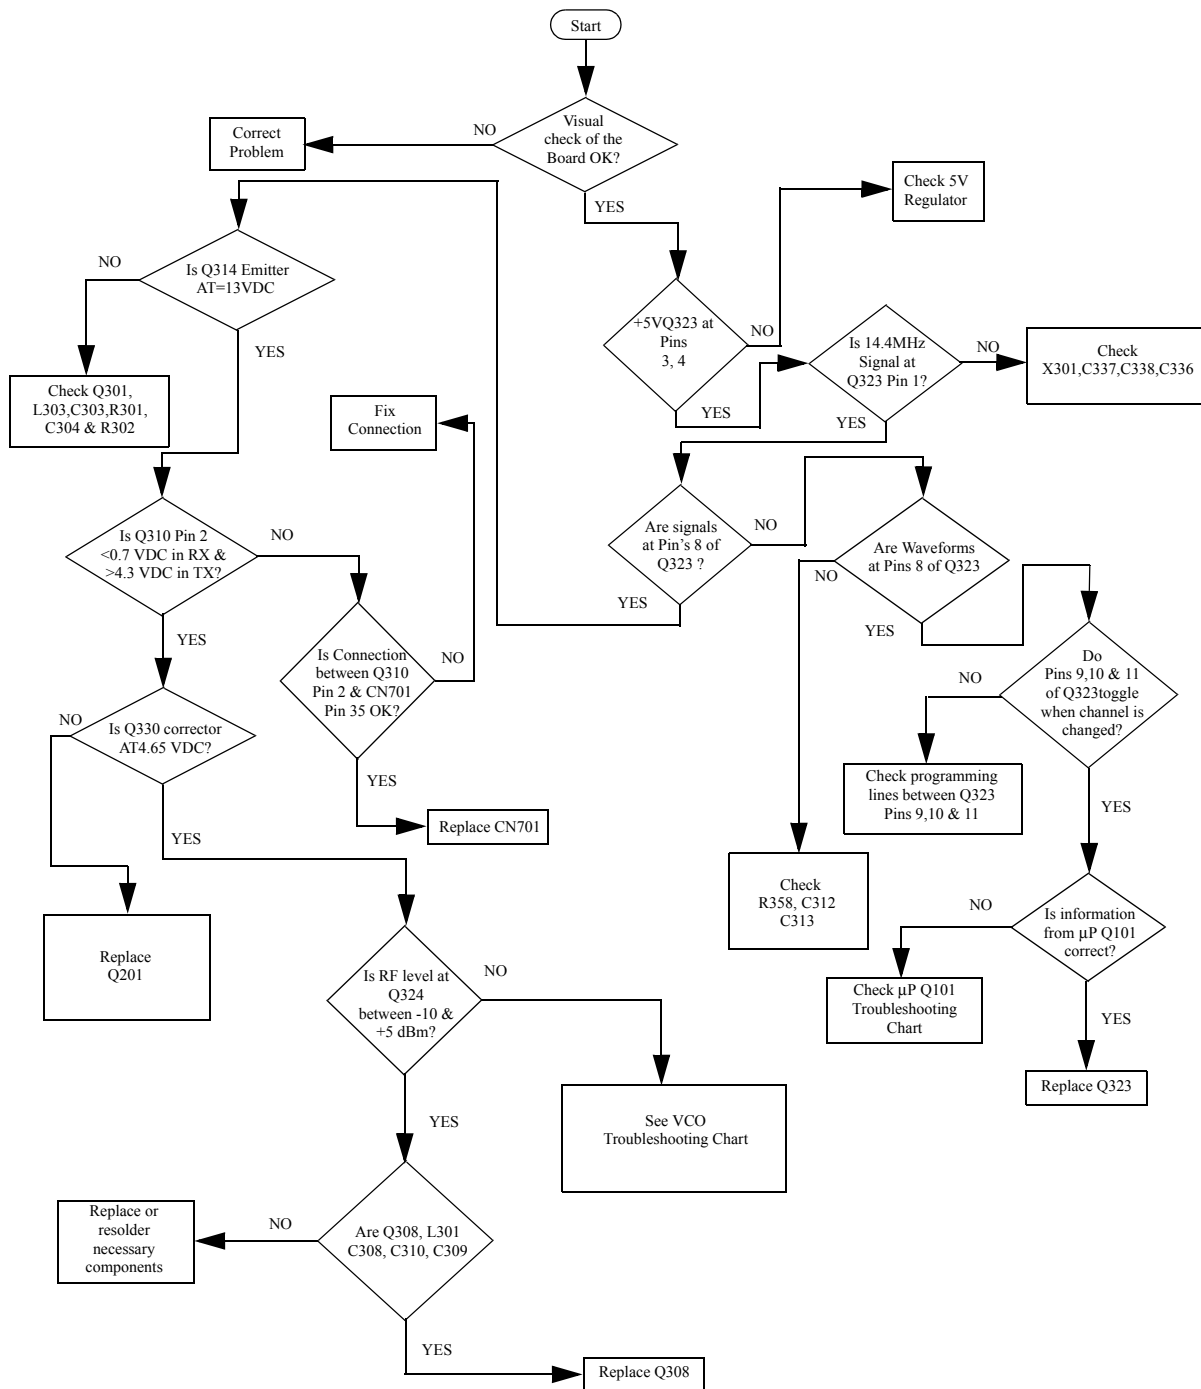 Start
Visual
check of the
Board OK?
NO
Correct
Problem
YES
Check 5V
Regulator
NO
Is Q314 Emitter
AT=13VDC
YES
+5VQ323 at
Pins
3, 4
NO
YES
Is 14.4MHz
Signal at
Q323 Pin 1?
NO
Check
X301,C337,C338,C336
YES
Check Q301,
L303,C303,R301,
C304 & R302
Fix
Connection
Is Q310 Pin 2
<0.7 VDC in RX &
>4.3 VDC in TX?
NO
YES
Are signals
at Pin's 8 of
Q323 ?
NO
YES
Are Waveforms
at Pins 8 of Q323
NO
YES
Is Connection
between Q310
Pin 2 & CN701
Pin 35 OK?
NO
YES
Do
Pins 9,10 & 11
of Q323toggle
when channel is
changed?
NO
YES
NO
Is Q330 corrector
AT4.65 VDC?
YES
Replace CN701
Check programming
lines between Q323
Pins 9,10 & 11
Check
R358, C312
C313
NO
Is information
from µP Q101
correct?
YES
Replace
Q201
Is RF level at
Q324
between -10 &
+5 dBm?
NO
YES
Check µP Q101
Troubleshooting
Chart
Replace Q323
See VCO
Troubleshooting Chart
Replace or
resolder
necessary
components
NO
Are Q308, L301
C308, C310, C309
YES
Replace Q308